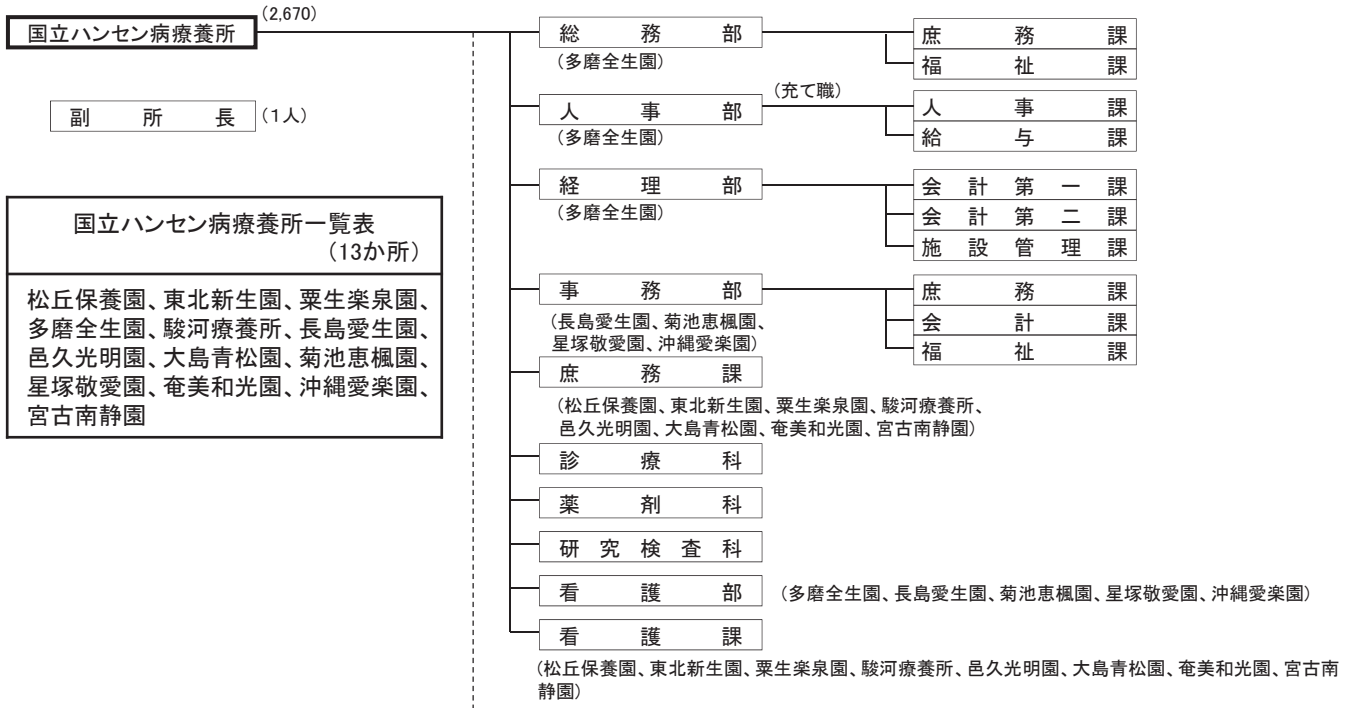 国立ハンセン病療養所
(2,670)
副所長
(1人)
国立ハンセン病療養所一覧表
(13か所)
松丘保養園、東北新生園、栗生楽泉園、
多磨全生園、駿河療養所、長島愛生園、
邑久光明園、大島青松園、菊池恵楓園、
星塚敬愛園、奄美和光園、沖縄愛楽園、
宮古南静園
総務部
(多磨全生園)
庶務課
福祉課
人事部
(充て職)
(多磨全生園)
人事課
給与課
経理部
(多磨全生園)
会計第一課
会計第二課
施設管理課
事務部
(長島愛生園、菊池恵楓園、
星塚敬愛園、沖縄愛楽園)
庶務課
会計課
福祉課
庶務課
(松丘保養園、東北新生園、栗生楽泉園、駿河療養所、
邑久光明園、大島青松園、奄美和光園、宮古南静園)
診療科
薬剤科
研究検査科
看護部
(多磨全生園、長島愛生園、菊池恵楓園、星塚敬愛園、沖縄愛楽園)
看護課
(松丘保養園、東北新生園、栗生楽泉園、駿河療養所、邑久光明園、大島青松園、奄美和光園、宮古南
静園)